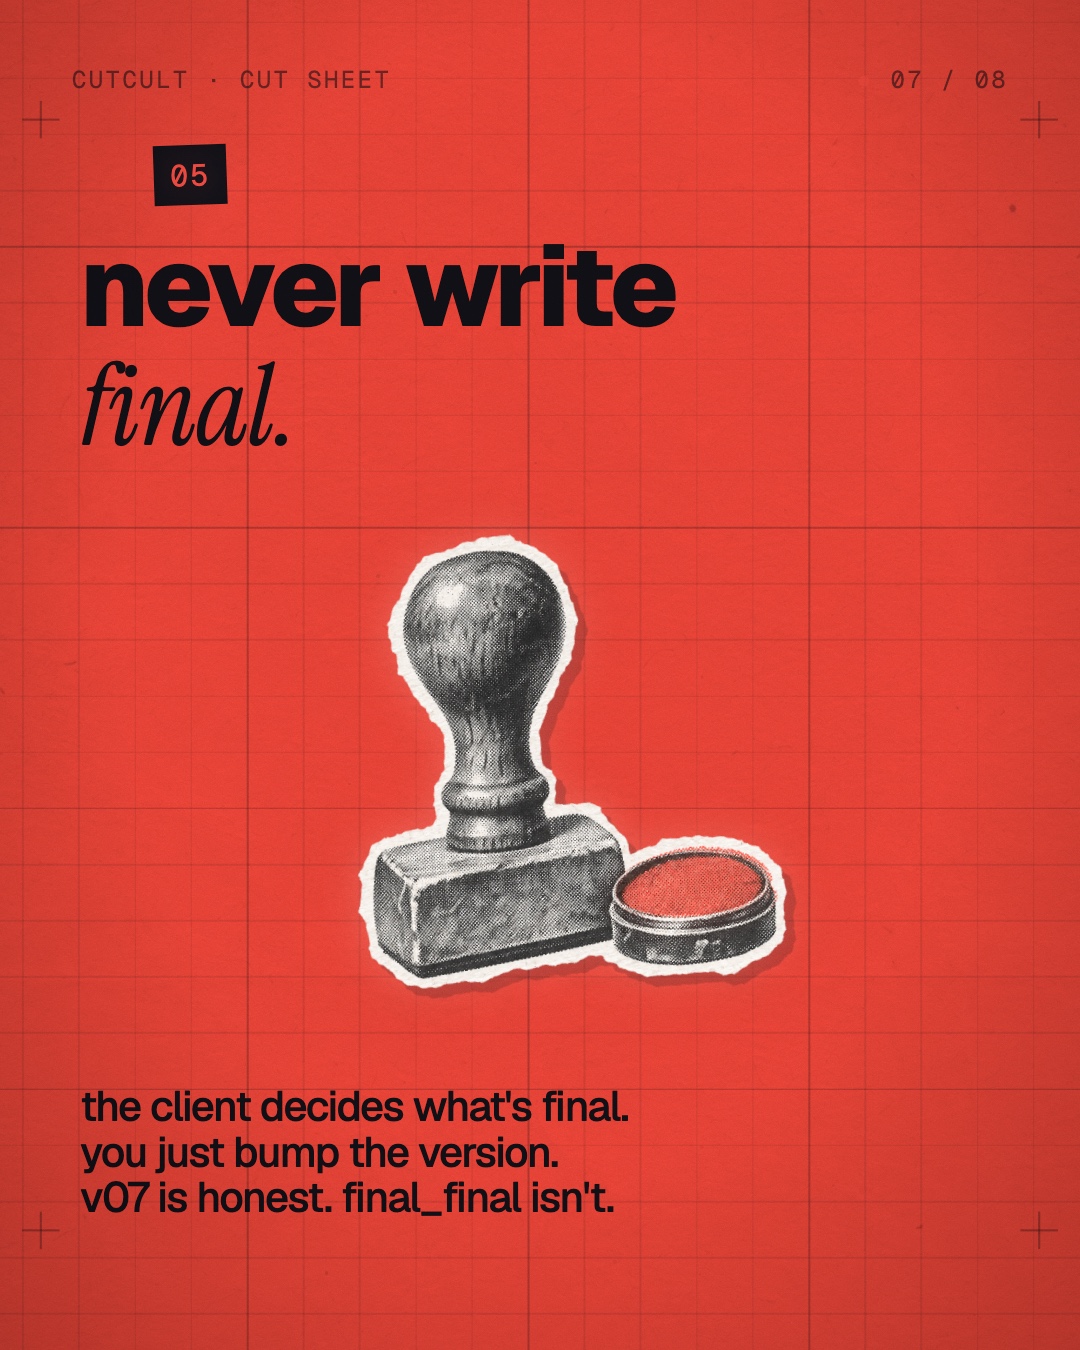 CUTCULT · CUT SHEET
07 / 08
05
never write
final.
the client decides what's final.
you just bump the version.
v07 is honest. final_final isn't.